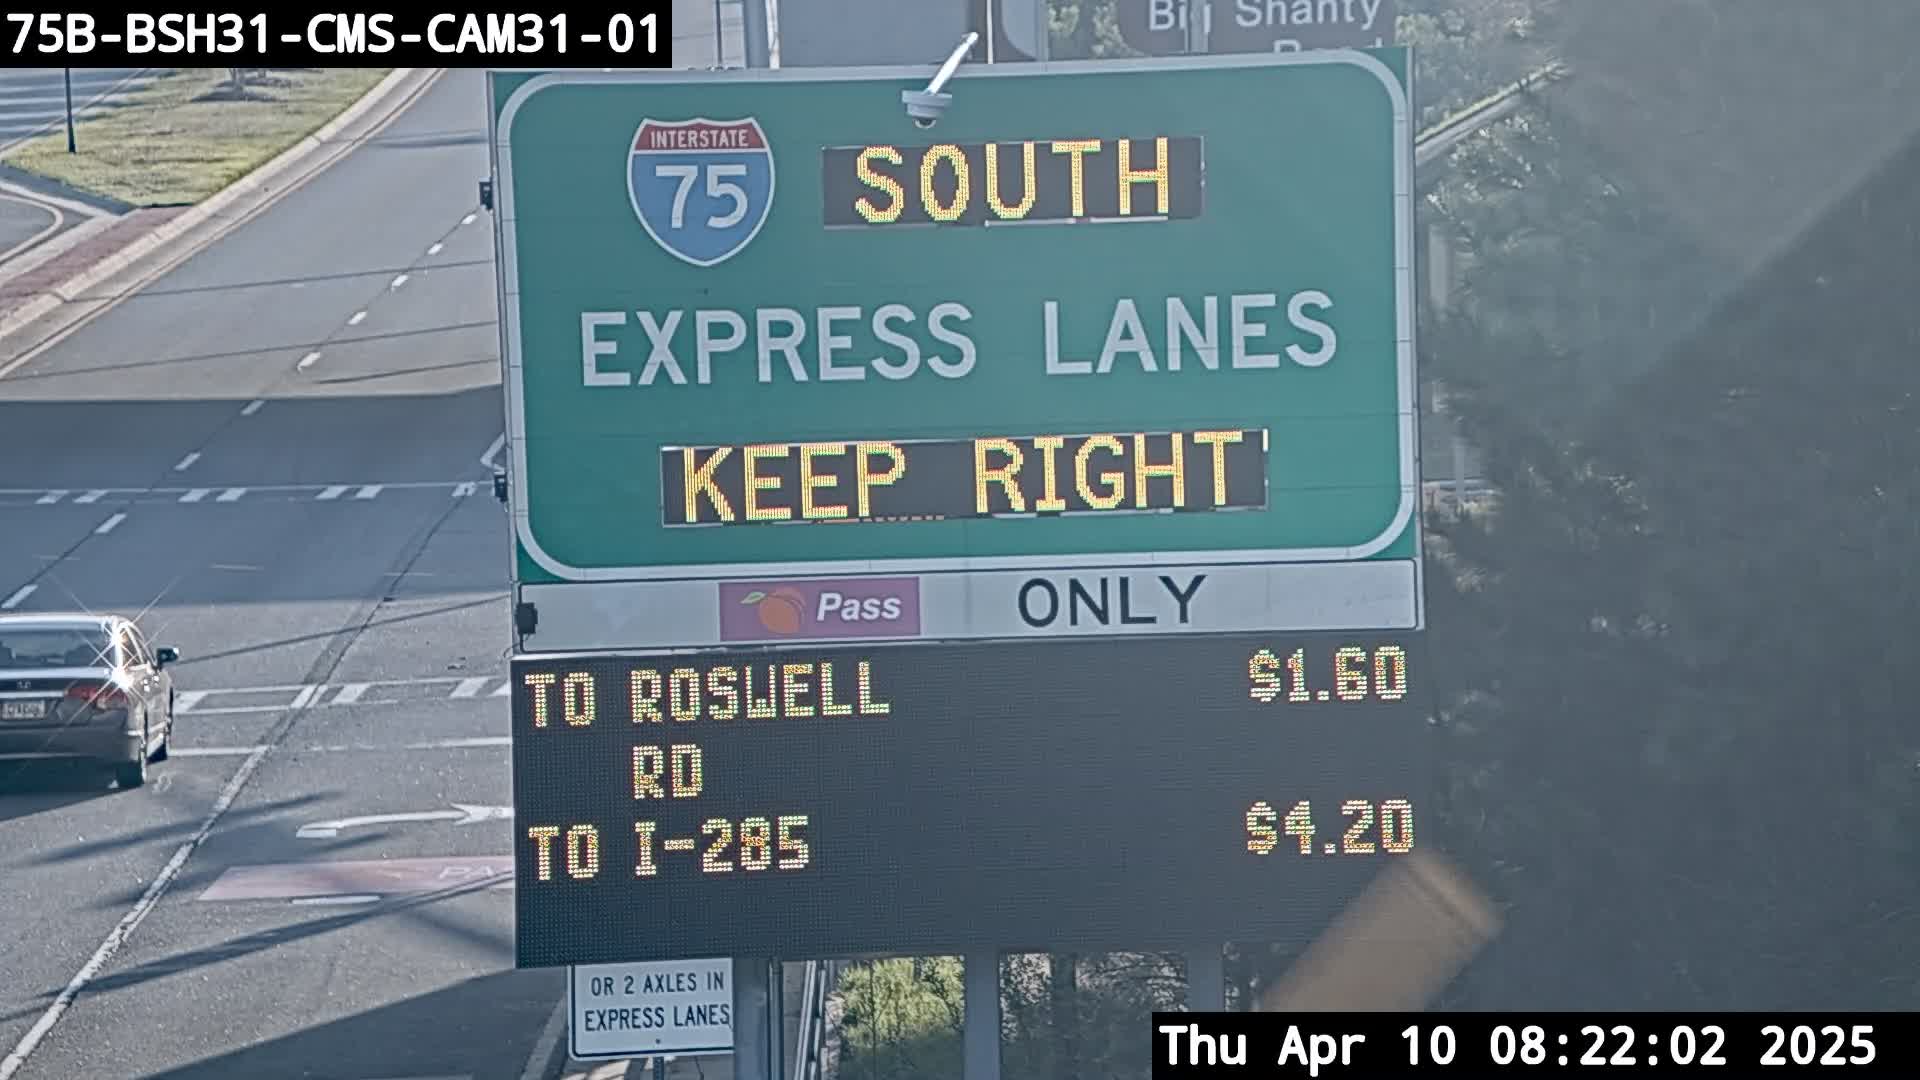 75B-BSH31-CMS-CAM31-01
Big Shanty
Road
INTERSTATE
75
SOUTH
EXPRESS LANES
KEEP RIGHT
Pass ONLY
TO ROSWELL $1.60
RD
TO I-285 $4.20
PA
OR 2 AXLES IN
EXPRESS LANES
Thu Apr 10 08:22:02 2025